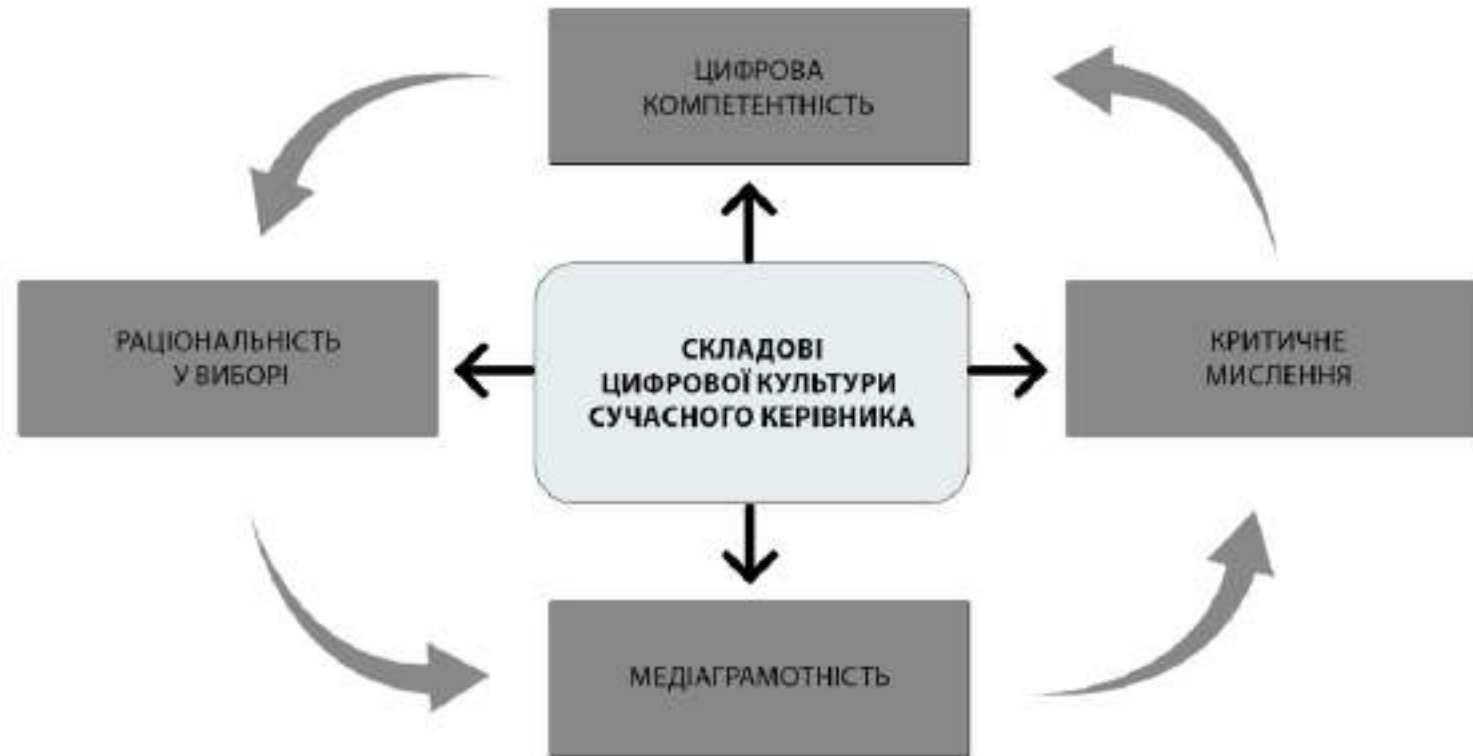 ЦИФРОВА
КОМПЕТЕНТНІСТЬ
РАЦІОНАЛЬНІСТЬ
У ВИБОРІ
СКЛАДОВІ
ЦИФРОВОЇ КУЛЬТУРИ
СУЧАСНОГО КЕРІВНИКА
КРИТИЧНЕ
МИСЛЕННЯ
МЕДІАГРАМОТНІСТЬ